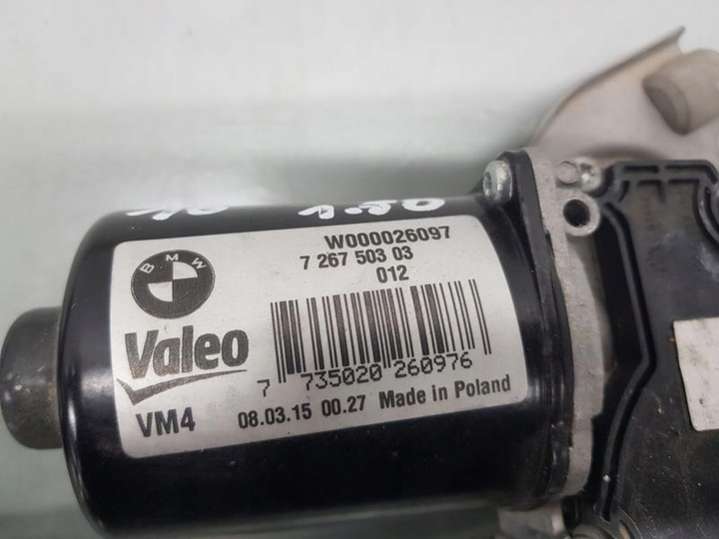 W000026097
7 267 503 03
012
BMW
Valeo
7 735020 260976
VM4
08.03.15 00.27 Made in Poland